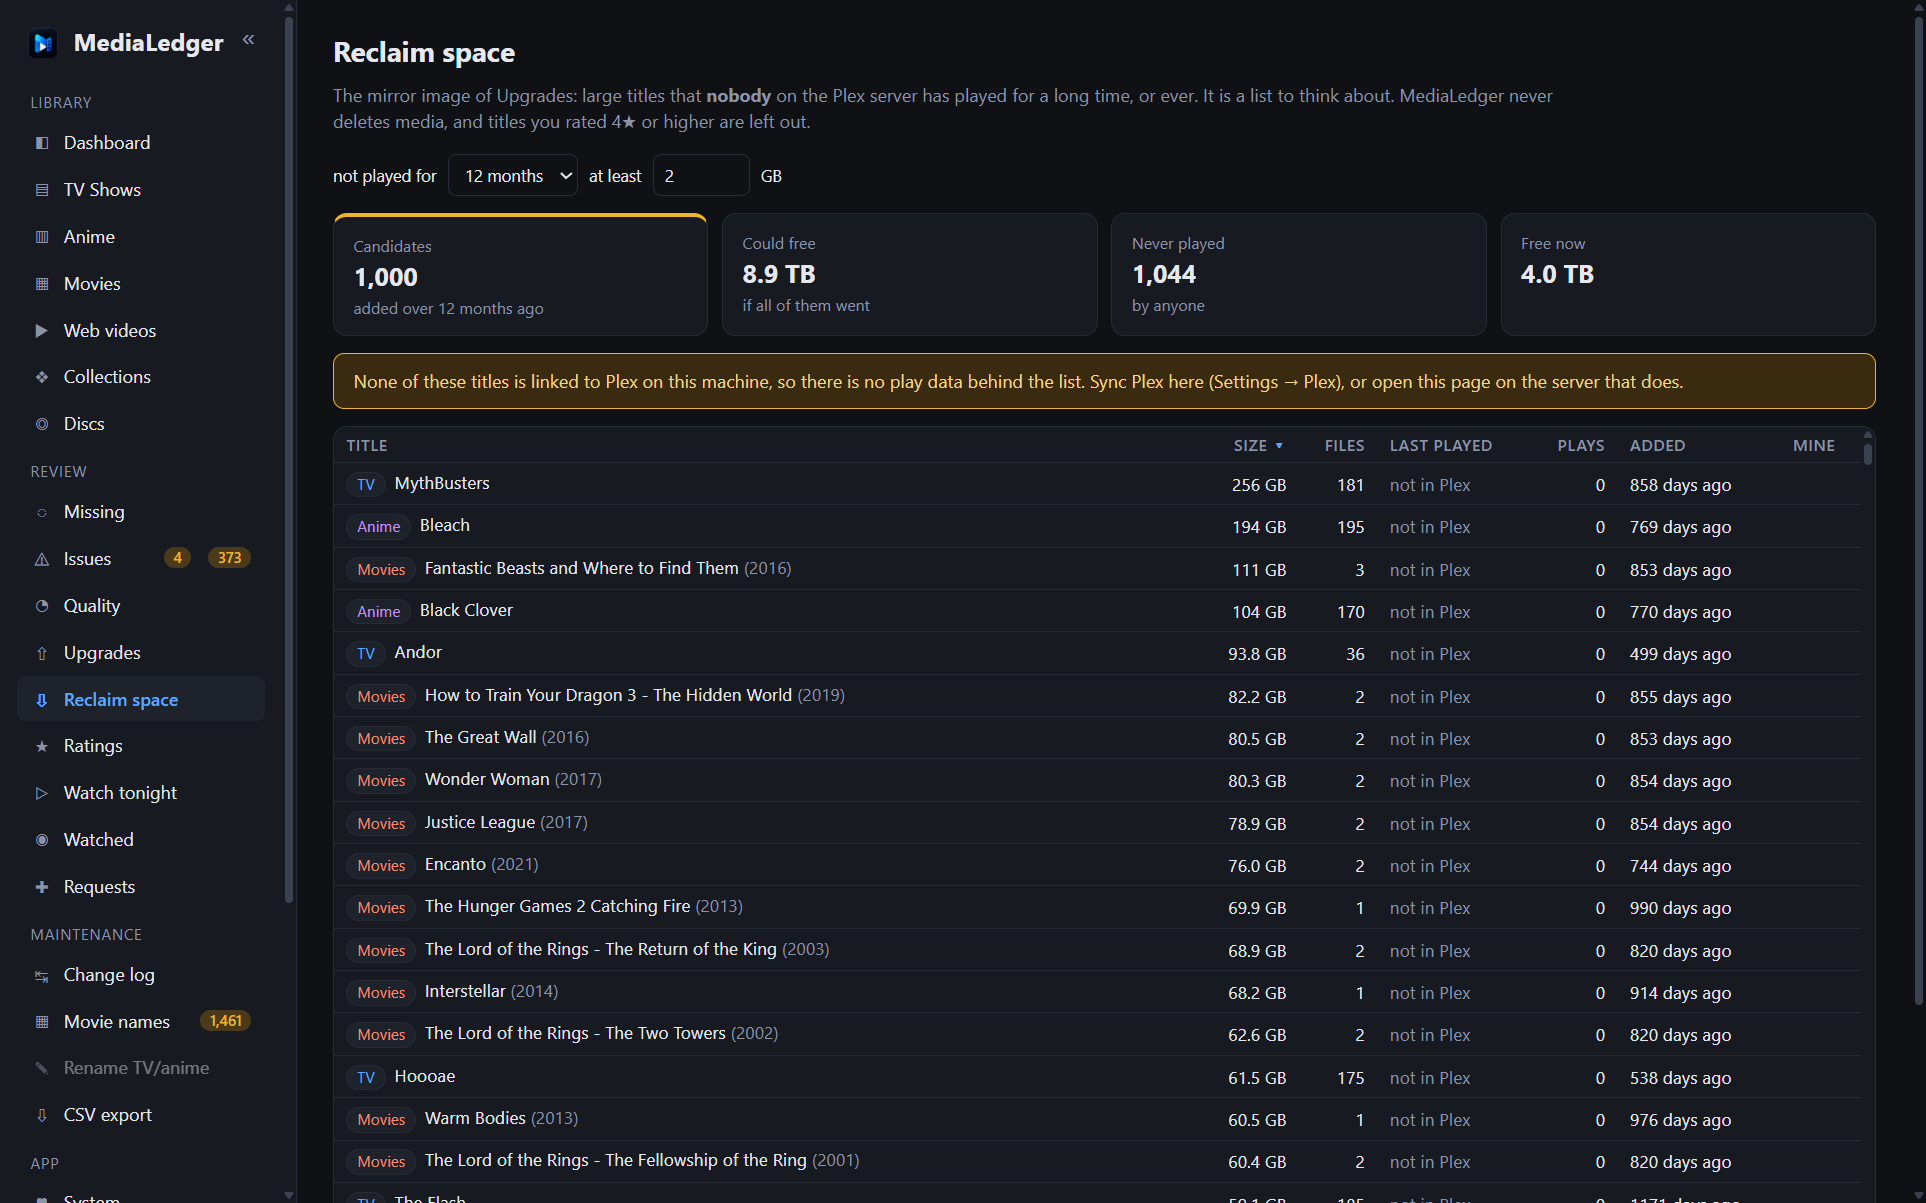 MediaLedger «
LIBRARY
Dashboard
TV Shows
Anime
Movies
Web videos
Collections
Discs
REVIEW
Missing
Issues 4 373
Quality
Upgrades
Reclaim space
Ratings
Watch tonight
Watched
Requests
MAINTENANCE
Change log
Movie names 1,461
Rename TV/anime
CSV export
APP
System
Reclaim space
The mirror image of Upgrades: large titles that nobody on the Plex server has played for a long time, or ever. It is a list to think about. MediaLedger never
deletes media, and titles you rated 4★ or higher are left out.
not played for 12 months at least 2 GB
Candidates
1,000
added over 12 months ago
Could free
8.9 TB
if all of them went
Never played
1,044
by anyone
Free now
4.0 TB
None of these titles is linked to Plex on this machine, so there is no play data behind the list. Sync Plex here (Settings → Plex), or open this page on the server that does.
TITLE SIZE ▼ FILES LAST PLAYED PLAYS ADDED MINE
TV MythBusters 256 GB 181 not in Plex 0 858 days ago
Anime Bleach 194 GB 195 not in Plex 0 769 days ago
Movies Fantastic Beasts and Where to Find Them (2016) 111 GB 3 not in Plex 0 853 days ago
Anime Black Clover 104 GB 170 not in Plex 0 770 days ago
TV Andor 93.8 GB 36 not in Plex 0 499 days ago
Movies How to Train Your Dragon 3 - The Hidden World (2019) 82.2 GB 2 not in Plex 0 855 days ago
Movies The Great Wall (2016) 80.5 GB 2 not in Plex 0 853 days ago
Movies Wonder Woman (2017) 80.3 GB 2 not in Plex 0 854 days ago
Movies Justice League (2017) 78.9 GB 2 not in Plex 0 854 days ago
Movies Encanto (2021) 76.0 GB 2 not in Plex 0 744 days ago
Movies The Hunger Games 2 Catching Fire (2013) 69.9 GB 1 not in Plex 0 990 days ago
Movies The Lord of the Rings - The Return of the King (2003) 68.9 GB 2 not in Plex 0 820 days ago
Movies Interstellar (2014) 68.2 GB 1 not in Plex 0 914 days ago
Movies The Lord of the Rings - The Two Towers (2002) 62.6 GB 2 not in Plex 0 820 days ago
TV Hoooae 61.5 GB 175 not in Plex 0 538 days ago
Movies Warm Bodies (2013) 60.5 GB 1 not in Plex 0 976 days ago
Movies The Lord of the Rings - The Fellowship of the Ring (2001) 60.4 GB 2 not in Plex 0 820 days ago
TV The Flash